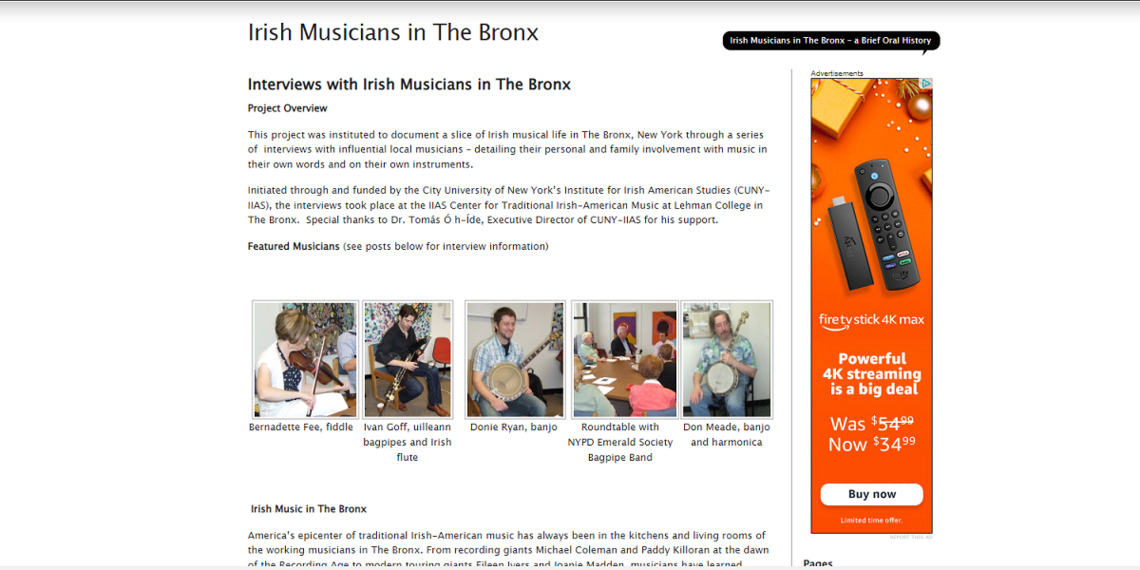 Irish Musicians in The Bronx
Irish Musicians in The Bronx - a Brief Oral History
Interviews with Irish Musicians in The Bronx
Project Overview
This project was instituted to document a slice of Irish musical life in The Bronx, New York through a series
of interviews with influential local musicians – detailing their personal and family involvement with music in
their own words and on their own instruments.
Initiated through and funded by the City University of New York's Institute for Irish American Studies (CUNY-
IIAS), the interviews took place at the IIAS Center for Traditional Irish-American Music at Lehman College in
The Bronx. Special thanks to Dr. Tomás Ó h-Íde, Executive Director of CUNY-IIAS for his support.
Featured Musicians (see posts below for interview information)
Bernadette Fee, fiddle
Ivan Goff, uilleann
bagpipes and Irish
flute
Donie Ryan, banjo
Roundtable with
NYPD Emerald Society
Bagpipe Band
Don Meade, banjo
and harmonica
Irish Music in The Bronx
America's epicenter of traditional Irish-American music has always been in the kitchens and living rooms of
the working musicians in The Bronx. From recording giants Michael Coleman and Paddy Killoran at the dawn
of the Recording Age to modern touring giants Eileen Ivers and Joanie Madden, musicians have learned
Advertisements
fire tv stick 4K max
Powerful
4K streaming
is a big deal
Was $54.99
Now $34.99
Buy now
Limited time offer.
REPORT THIS AD
Pages